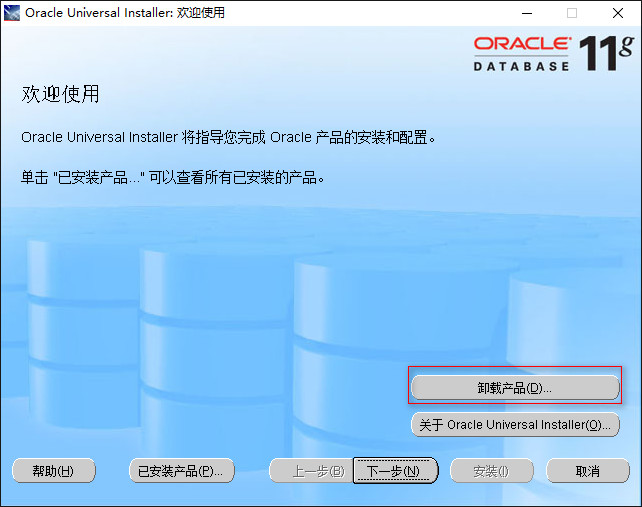 Oracle Universal Installer: 欢迎使用
ORACLE
DATABASE 11g
欢迎使用
Oracle Universal Installer 将指导您完成 Oracle 产品的安装和配置。
单击 "已安装产品..." 可以查看所有已安装的产品。
卸载产品(D)...
关于 Oracle Universal Installer(O)...
帮助(H) 已安装产品(P)... 上一步(B) 下一步(N) 安装(I) 取消